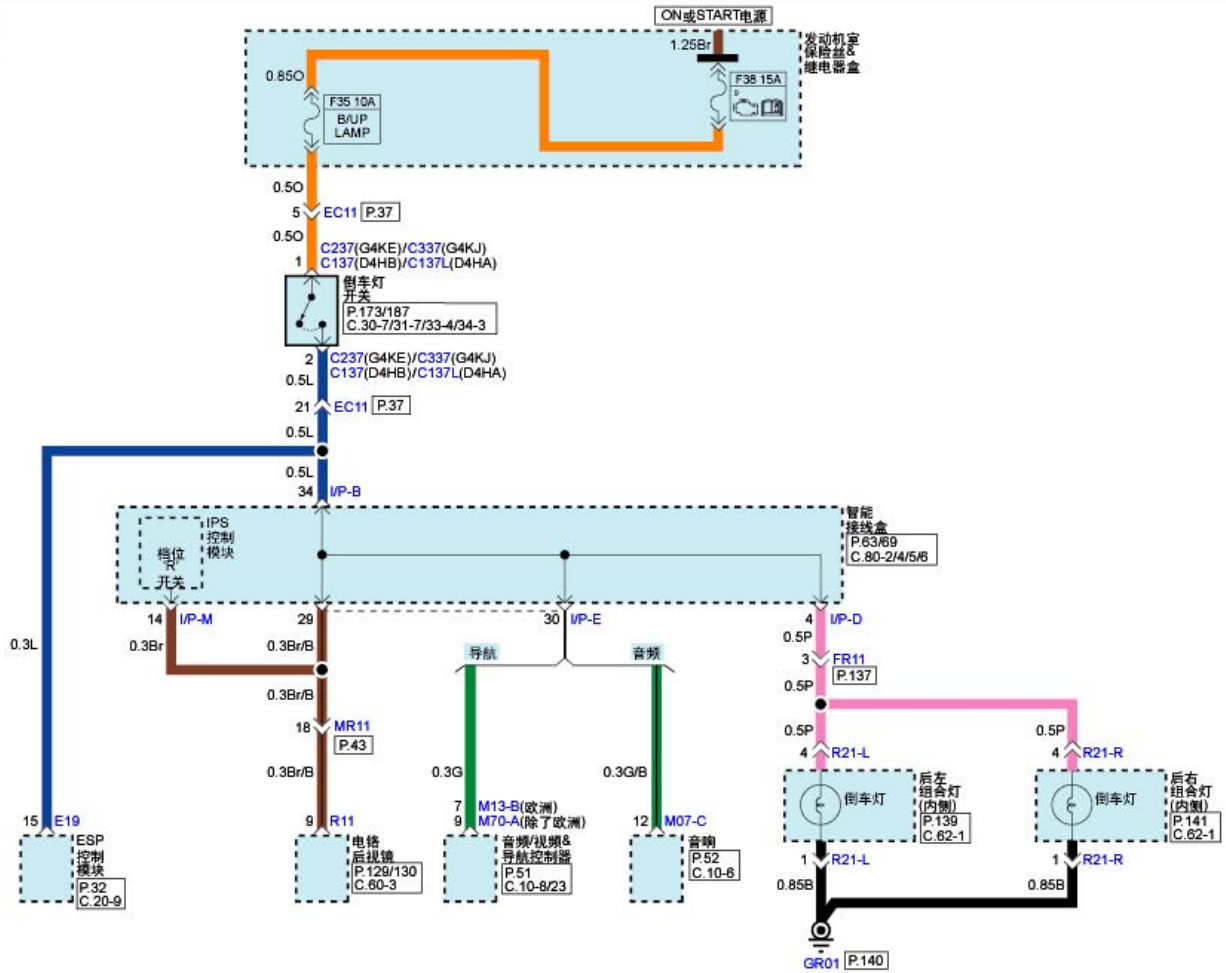 ON或START电源
1.25Br
发动机室
保险丝&
继电器盒
0.85O
F35 10A
B/UP
LAMP
F38 15A
D
0.5O
5 EC11 P.37
0.5O
1
C237(G4KE)/C337(G4KJ)
C137(D4HB)/C137L(D4HA)
倒车灯
开关
P.173/187
C.30-7/31-7/33-4/34-3
2
C237(G4KE)/C337(G4KJ)
C137(D4HB)/C137L(D4HA)
0.5L
21 EC11 P.37
0.5L
0.5L
34 I/P-B
IPS
控制
模块
档位
"R"
开关
智能
接线盒
P.63/69
C.80-2/4/5/6
14 I/P-M
29
30 I/P-E
4 I/P-D
0.3L
0.3Br
0.3Br/B
导航
音频
0.5P
3 FR11
P.137
0.5P
0.3Br/B
18 MR11
P.43
0.5P
0.5P
4 R21-L
4 R21-R
0.3Br/B
0.3G
0.3G/B
倒车灯
后左
组合灯
(内侧)
P.139
C.62-1
倒车灯
后右
组合灯
(内侧)
P.141
C.62-1
15 E19
9 R11
7 M13-B(欧洲)
9 M70-A(除了欧洲)
12 M07-C
ESP
控制
模块
P.32
C.20-9
电铬
后视镜
P.129/130
C.60-3
音频/视频&
导航控制器
P.51
C.10-8/23
音响
P.52
C.10-6
1 R21-L
1 R21-R
0.85B
0.85B
GR01 P.140